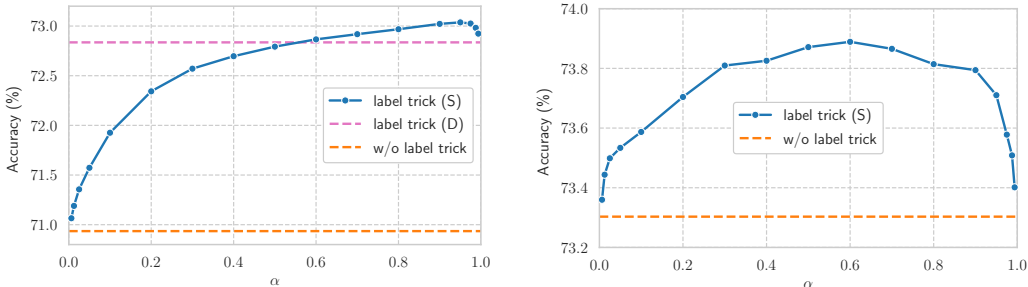 73.0
72.5
72.0
71.5
71.0
Accuracy (%)
label trick (S)
label trick (D)
w/o label trick
0.0 0.2 0.4 0.6 0.8 1.0
α
74.0
73.8
73.6
73.4
73.2
Accuracy (%)
label trick (S)
w/o label trick
0.0 0.2 0.4 0.6 0.8 1.0
α